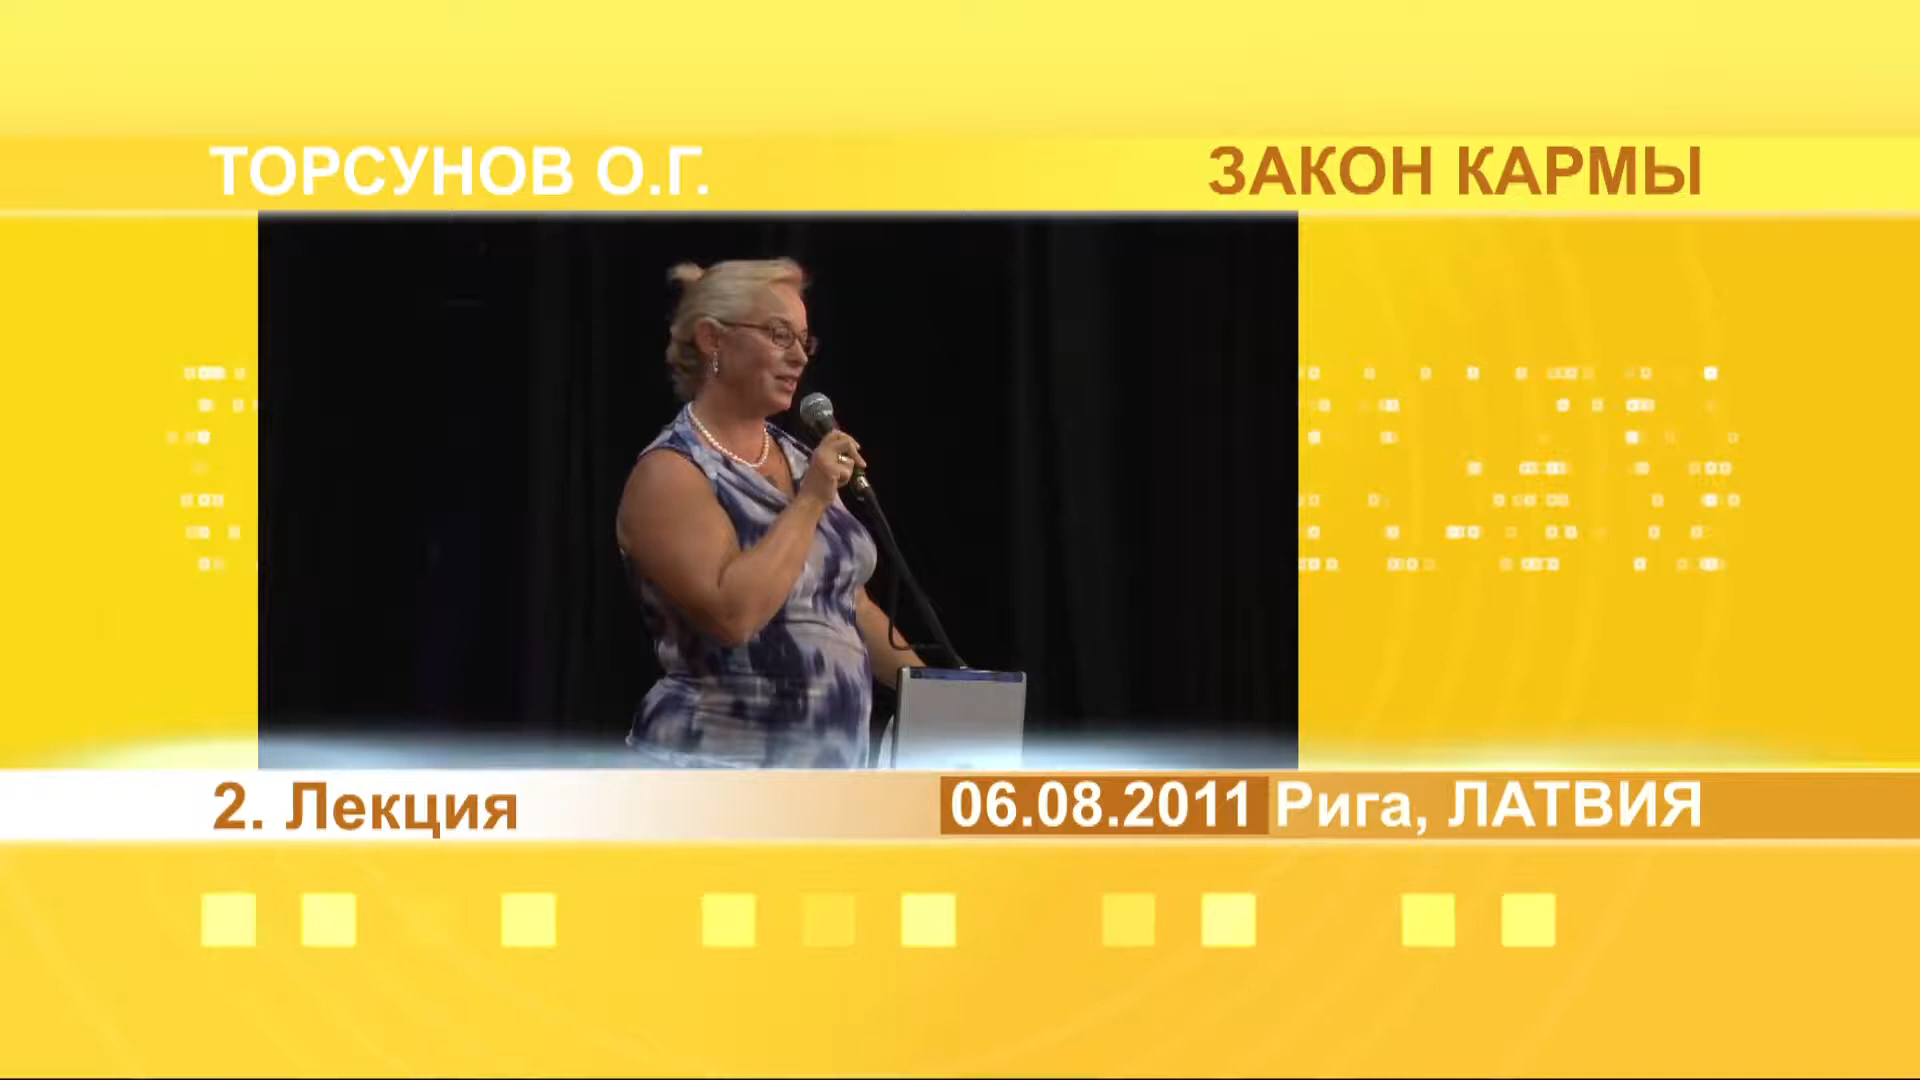 ТОРСУНОВ О.Г.
ЗАКОН КАРМЫ
2. Лекция
06.08.2011 Рига, ЛАТВИЯ